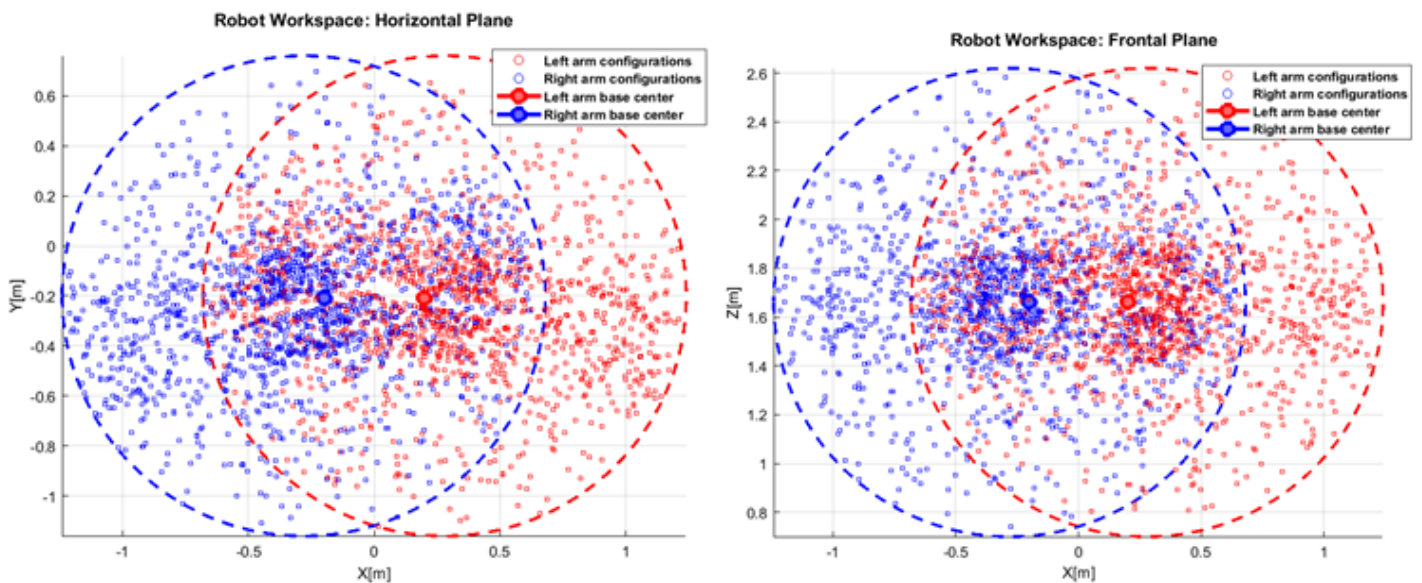 Robot Workspace: Horizontal Plane
Left arm configurations
Right arm configurations
Left arm base center
Right arm base center
0.6
0.4
0.2
0
-0.2
-0.4
-0.6
-0.8
-1
Y[m]
-1
-0.5
0
0.5
1
X[m]
Robot Workspace: Frontal Plane
Left arm configurations
Right arm configurations
Left arm base center
Right arm base center
2.6
2.4
2.2
2
1.8
1.6
1.4
1.2
1
0.8
Z[m]
-1
-0.5
0
0.5
1
X[m]